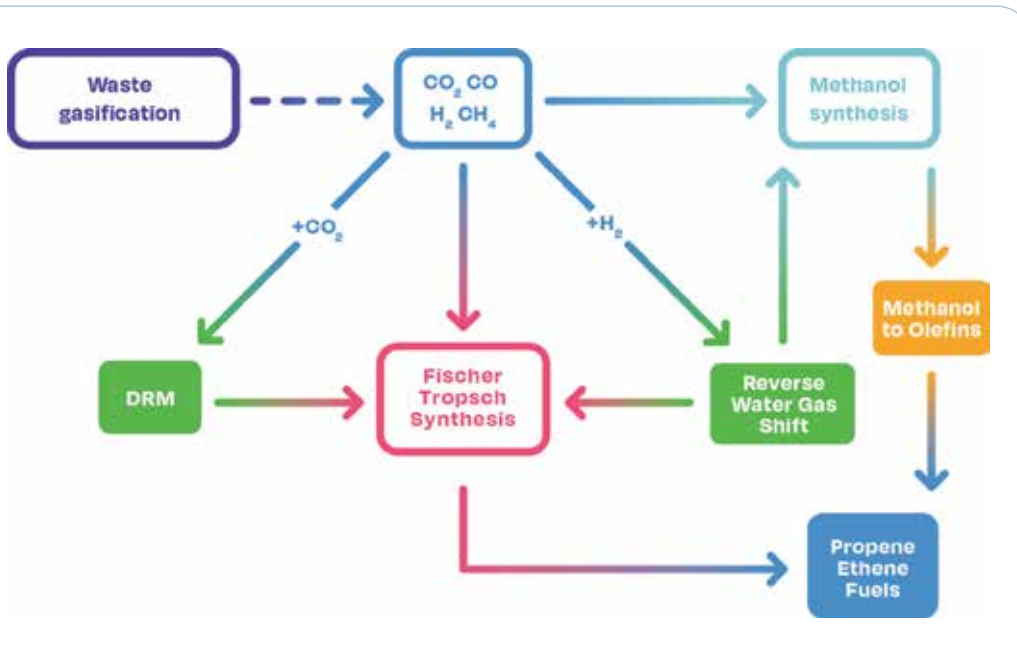 Waste
gasification
CO₂ CO
H₂ CH₄
Methanol
synthesis
+CO₂
+H₂
Methanol
to Olefins
DRM
Fischer
Tropsch
Synthesis
Reverse
Water Gas
Shift
Propene
Ethene
Fuels